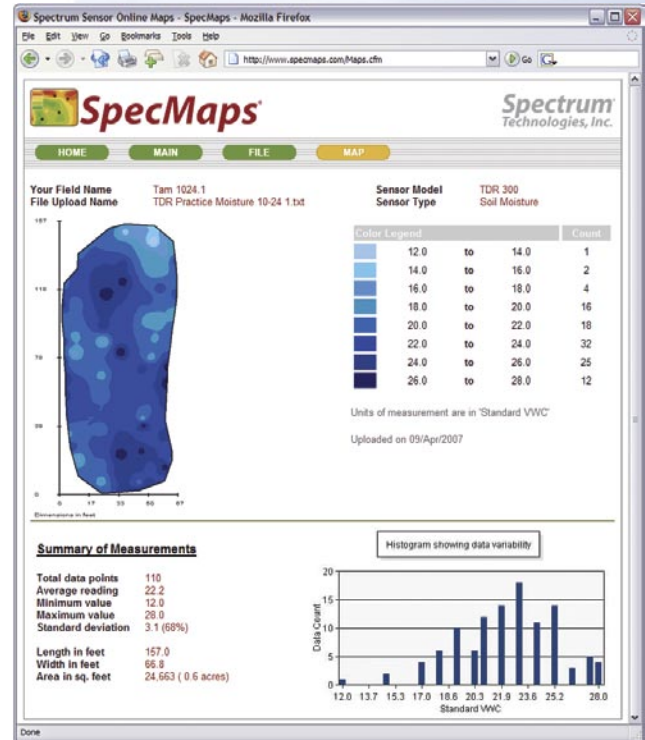 Spectrum Sensor Online Maps - SpecMaps - Mozilla Firefox
File Edit View Go Bookmarks Tools Help
http://www.specmaps.com/Maps.cfm Go
SpecMaps
Spectrum
Technologies, Inc.
HOME MAIN FILE MAP
Your Field Name Tam 1024.1
File Upload Name TDR Practice Moisture 10-24 1.txt
Sensor Model TDR 300
Sensor Type Soil Moisture
Color Legend Count
12.0 to 14.0 1
14.0 to 16.0 2
16.0 to 18.0 4
18.0 to 20.0 16
20.0 to 22.0 18
22.0 to 24.0 32
24.0 to 26.0 25
26.0 to 28.0 12
Units of measurement are in 'Standard VWC'
Uploaded on 09/Apr/2007
0
0 17 33
Dimensions in feet
Summary of Measurements
Total data points 110
Average reading 22.2
Minimum value 12.0
Maximum value 28.0
Standard deviation 3.1 (68%)
Length in feet 157.0
Width in feet 66.8
Area in sq. feet 24,663 ( 0.6 acres)
Histogram showing data variability
Data Count
20
15
10
5
0
12.0 13.7 15.3 17.0 18.6 20.3 21.9 23.6 25.2 28.0
Standard VWC
Done